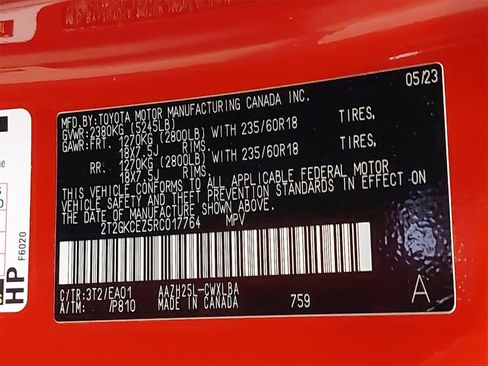 05/23
MFD.BY:TOYOTA MOTOR MANUFACTURING CANADA INC.
GVWR:2380KG (5245LB)
GAWR:FRT: 1270KG (2800LB) WITH 235/60R18 TIRES,
18X7.5J RIMS.
RR: 1270KG (2800LB) WITH 235/60R18 TIRES,
18X7.5J RIMS.
THIS VEHICLE CONFORMS TO ALL APPLICABLE FEDERAL MOTOR
VEHICLE SAFETY AND THEFT PREVENTION STANDARDS IN EFFECT ON
THE DATE OF MANUFACTURE SHOWN ABOVE.
2T2GKCEZ5RC017764 MPV
C/TR:3T2/EA01 AAZH25L-CWXLBA
A/TM: /P810 MADE IN CANADA 759
A
HP
F6020